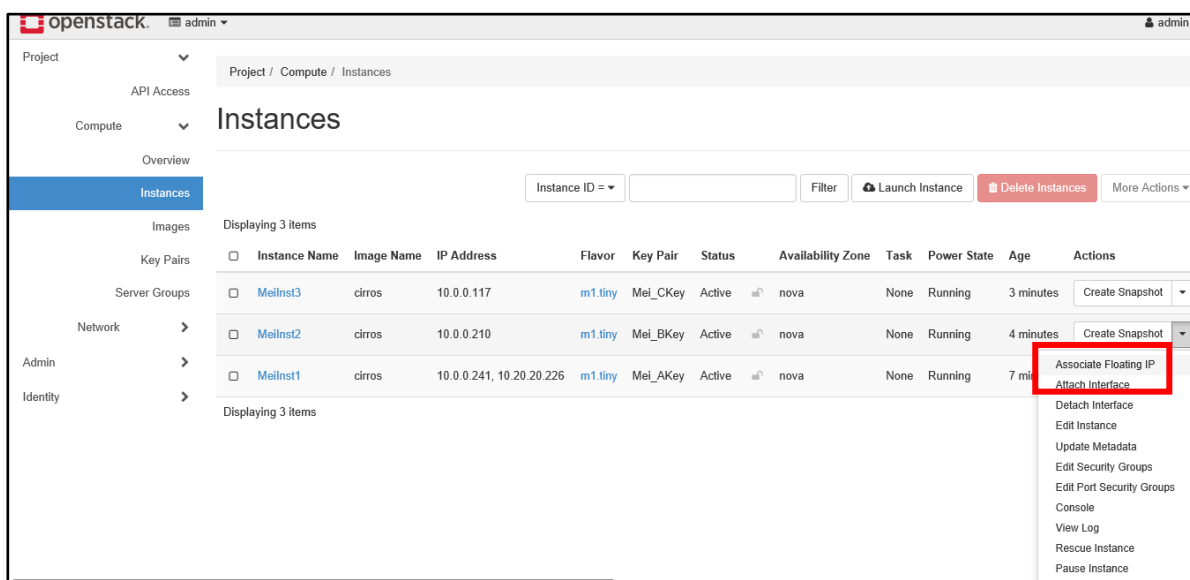 openstack. admin admin
Project
API Access
Compute
Overview
Instances
Images
Key Pairs
Server Groups
Network
Admin
Identity
Project / Compute / Instances
Instances
Instance ID = Filter Launch Instance Delete Instances More Actions
Displaying 3 items
Instance Name Image Name IP Address Flavor Key Pair Status Availability Zone Task Power State Age Actions
MeiInst3 cirros 10.0.0.117 m1.tiny Mei_CKey Active nova None Running 3 minutes Create Snapshot
MeiInst2 cirros 10.0.0.210 m1.tiny Mei_BKey Active nova None Running 4 minutes Create Snapshot
MeiInst1 cirros 10.0.0.241, 10.20.20.226 m1.tiny Mei_AKey Active nova None Running 7
Displaying 3 items
Associate Floating IP
Attach Interface
Detach Interface
Edit Instance
Update Metadata
Edit Security Groups
Edit Port Security Groups
Console
View Log
Rescue Instance
Pause Instance